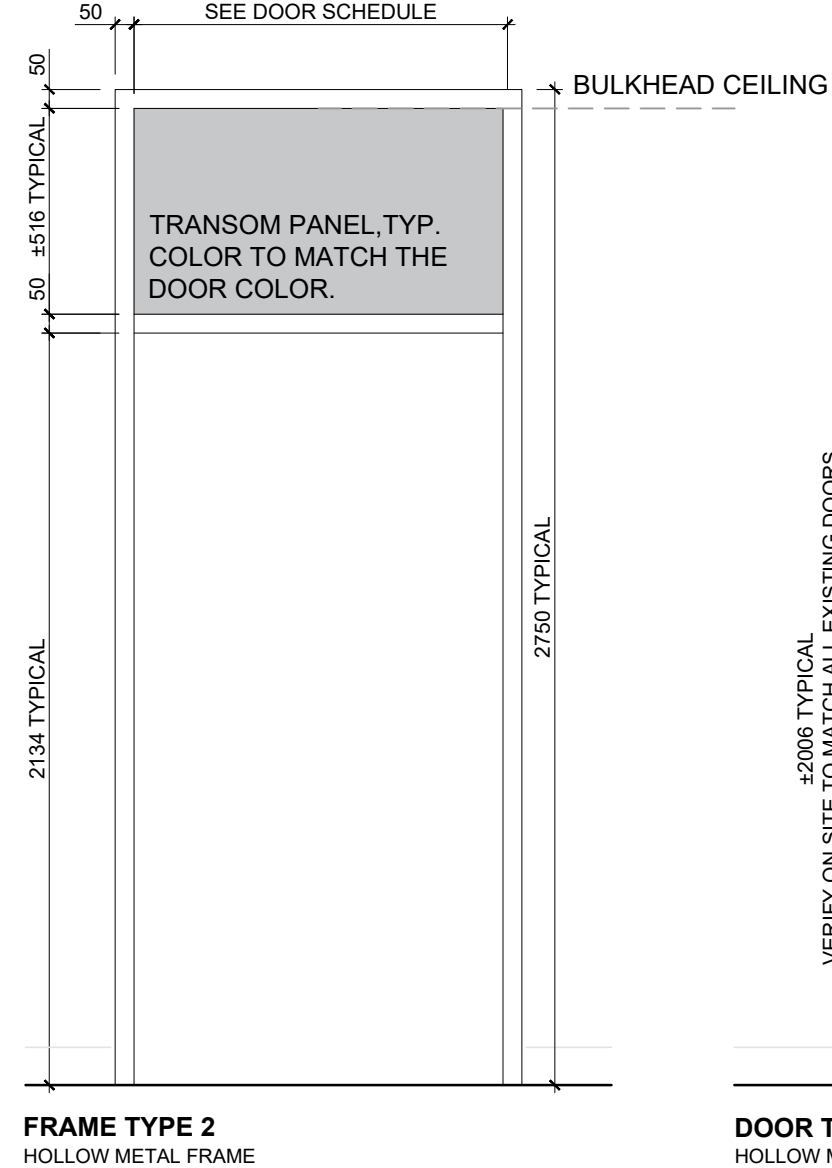 50
SEE DOOR SCHEDULE
50
BULKHEAD CEILING
±516 TYPICAL
TRANSOM PANEL,TYP.
COLOR TO MATCH THE
DOOR COLOR.
50
2134 TYPICAL
2750 TYPICAL
±2006 TYPICAL
VERIFY ON SITE TO MATCH ALL EXISTING DOORS
FRAME TYPE 2
HOLLOW METAL FRAME
DOOR T
HOLLOW M